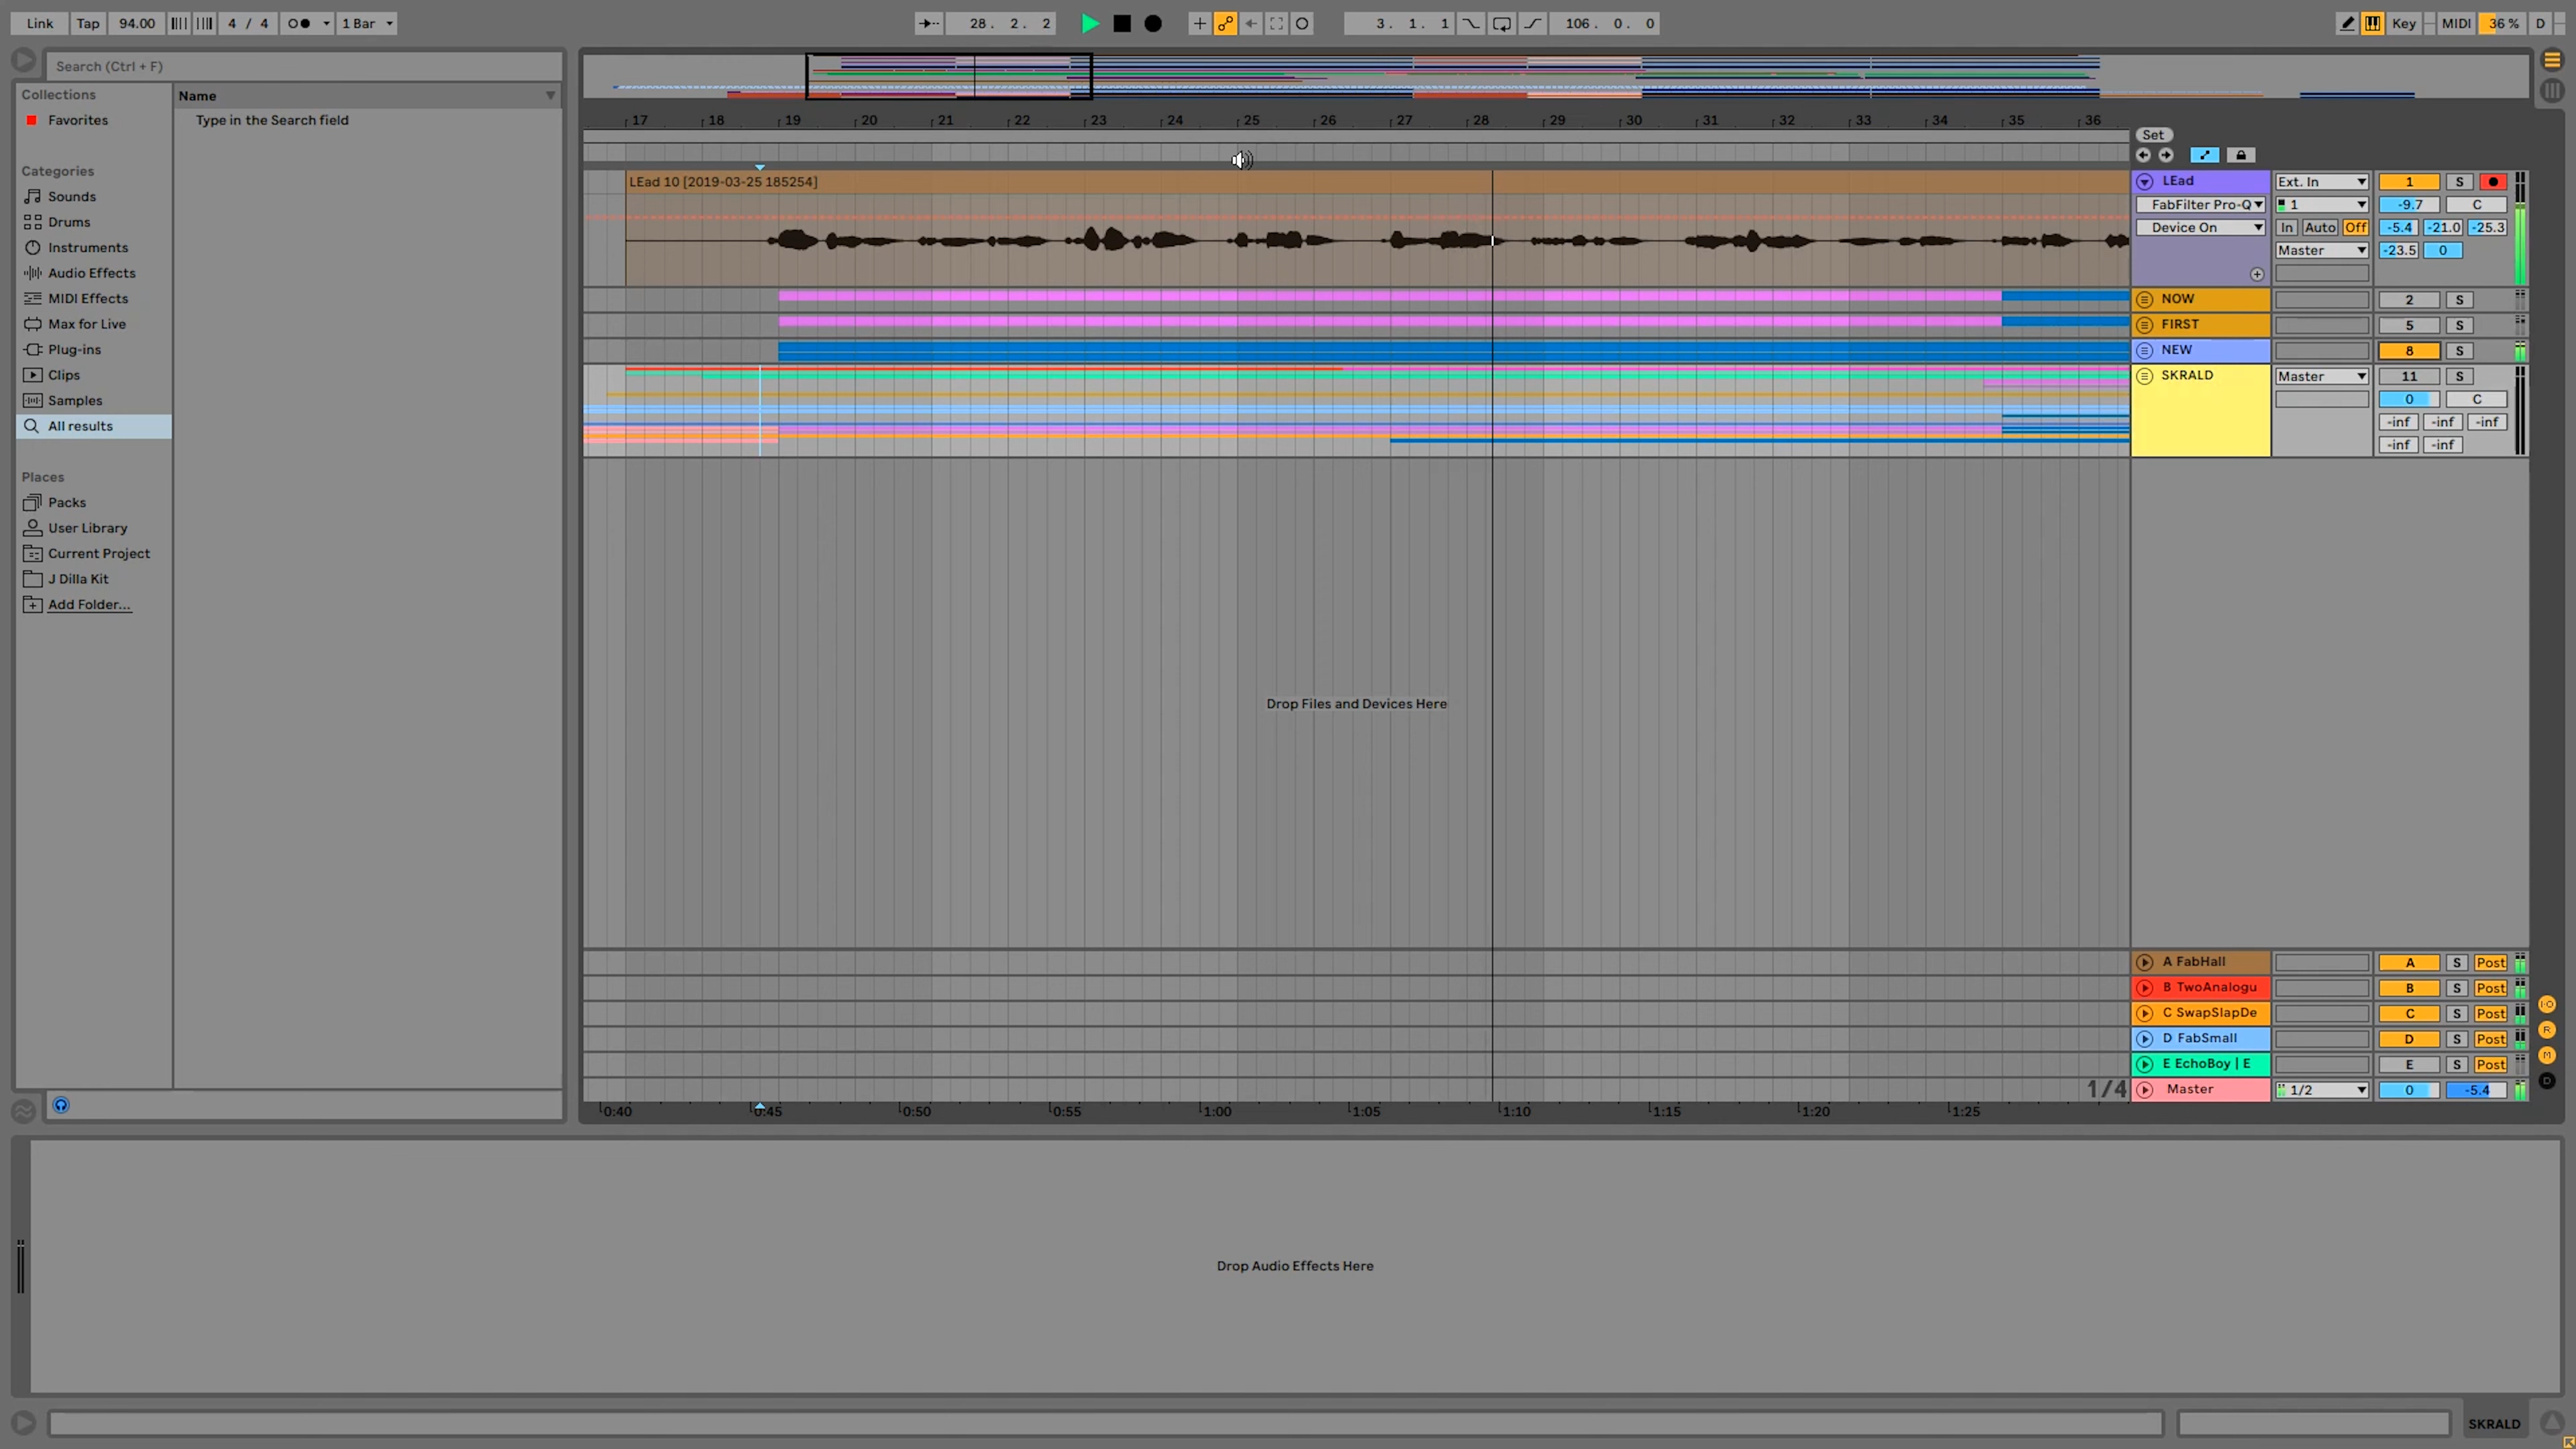 Link Tap 94.00 4 / 4 1 Bar 28. 2. 2 3. 1. 1 106. 0. 0 Key MIDI 36 % D
Search (Ctrl + F)
Collections
Favorites
Categories
Sounds
Drums
Instruments
Audio Effects
MIDI Effects
Max for Live
Plug-ins
Clips
Samples
All results
Places
Packs
User Library
Current Project
J Dilla Kit
Add Folder...
Name
Type in the Search field
17 18 19 20 21 22 23 24 25 26 27 28 29 30 31 32 33 34 35 36
Set
LEad 10 [2019-03-25 185254]
LEad Ext. In 1 S
FabFilter Pro-Q 1 -9.7 C
Device On In Auto Off -5.4 -21.0 -25.3
Master -23.5 0
NOW 2 S
FIRST 5 S
NEW 8 S
SKRALD Master 11 S
0 C
-inf -inf -inf
-inf -inf
Drop Files and Devices Here
A FabHall A S Post
B TwoAnalogu B S Post
C SwapSlapDe C S Post
D FabSmall D S Post
E EchoBoy | E E S Post
1/4 Master 1/2 0 -5.4
I·O
R
M
D
0:40 0:45 0:50 0:55 1:00 1:05 1:10 1:15 1:20 1:25
Drop Audio Effects Here
SKRALD